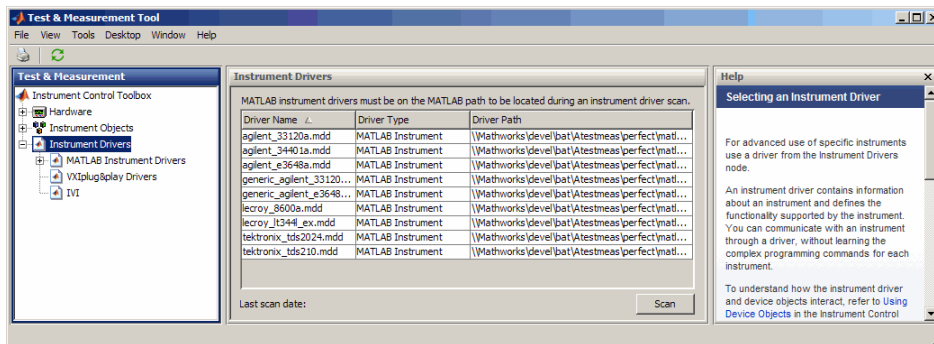 Test & Measurement Tool
File View Tools Desktop Window Help
Test & Measurement
Instrument Control Toolbox
Hardware
Instrument Objects
Instrument Drivers
MATLAB Instrument Drivers
VXIplug&play Drivers
IVI
Instrument Drivers
MATLAB instrument drivers must be on the MATLAB path to be located during an instrument driver scan.
Driver Name Driver Type Driver Path
agilent_33120a.mdd MATLAB Instrument \\Mathworks\devel\bat\Atestmeas\perfect\matl...
agilent_34401a.mdd MATLAB Instrument \\Mathworks\devel\bat\Atestmeas\perfect\matl...
agilent_e3648a.mdd MATLAB Instrument \\Mathworks\devel\bat\Atestmeas\perfect\matl...
generic_agilent_33120... MATLAB Instrument \\Mathworks\devel\bat\Atestmeas\perfect\matl...
generic_agilent_e3648... MATLAB Instrument \\Mathworks\devel\bat\Atestmeas\perfect\matl...
lecroy_8600a.mdd MATLAB Instrument \\Mathworks\devel\bat\Atestmeas\perfect\matl...
lecroy_lt344l_ex.mdd MATLAB Instrument \\Mathworks\devel\bat\Atestmeas\perfect\matl...
tektronix_tds2024.mdd MATLAB Instrument \\Mathworks\devel\bat\Atestmeas\perfect\matl...
tektronix_tds210.mdd MATLAB Instrument \\Mathworks\devel\bat\Atestmeas\perfect\matl...
Last scan date:
Scan
Help
Selecting an Instrument Driver
For advanced use of specific instruments
use a driver from the Instrument Drivers
node.
An instrument driver contains information
about an instrument and defines the
functionality supported by the instrument.
You can communicate with an instrument
through a driver, without learning the
complex programming commands for each
instrument.
To understand how the instrument driver
and device objects interact, refer to Using
Device Objects in the Instrument Control